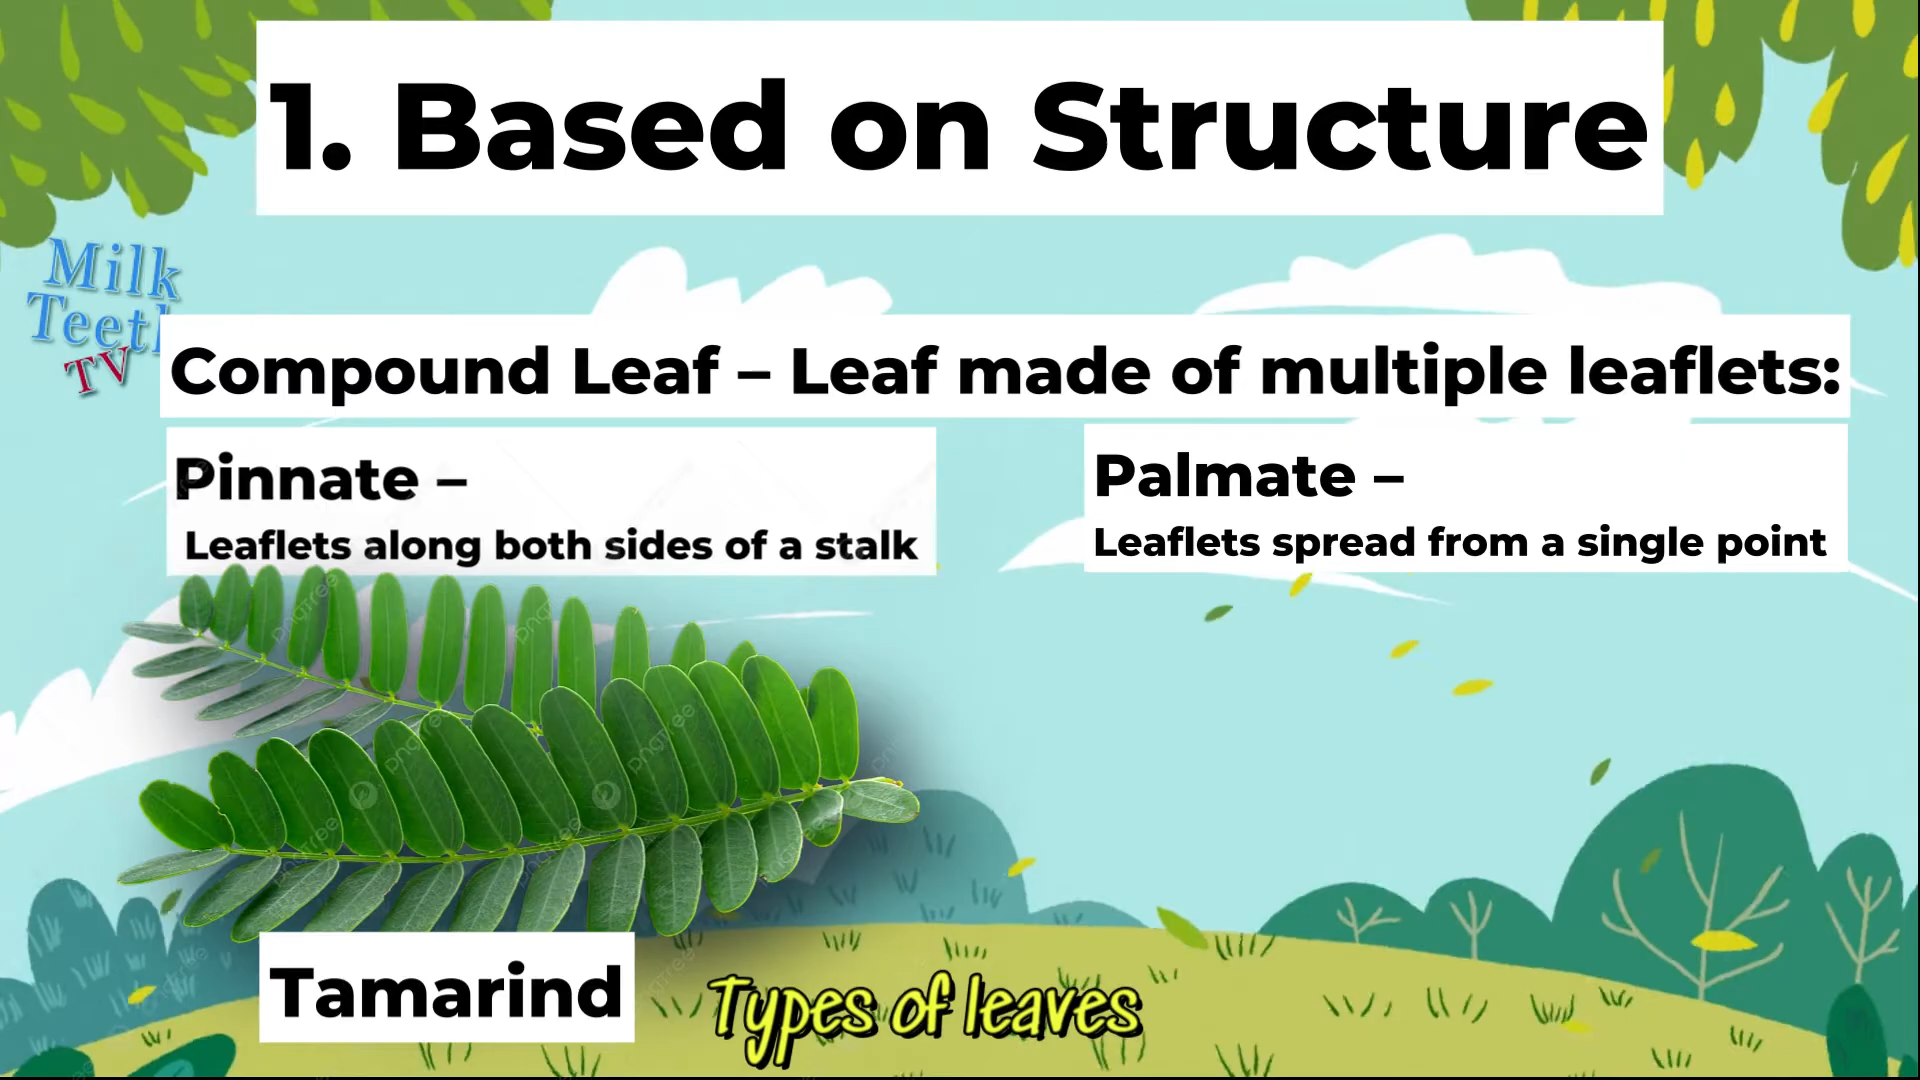 1. Based on Structure
Milk
Teeth
TV
Compound Leaf – Leaf made of multiple leaflets:
Pinnate –
Leaflets along both sides of a stalk
Palmate –
Leaflets spread from a single point
Tamarind
Types of leaves